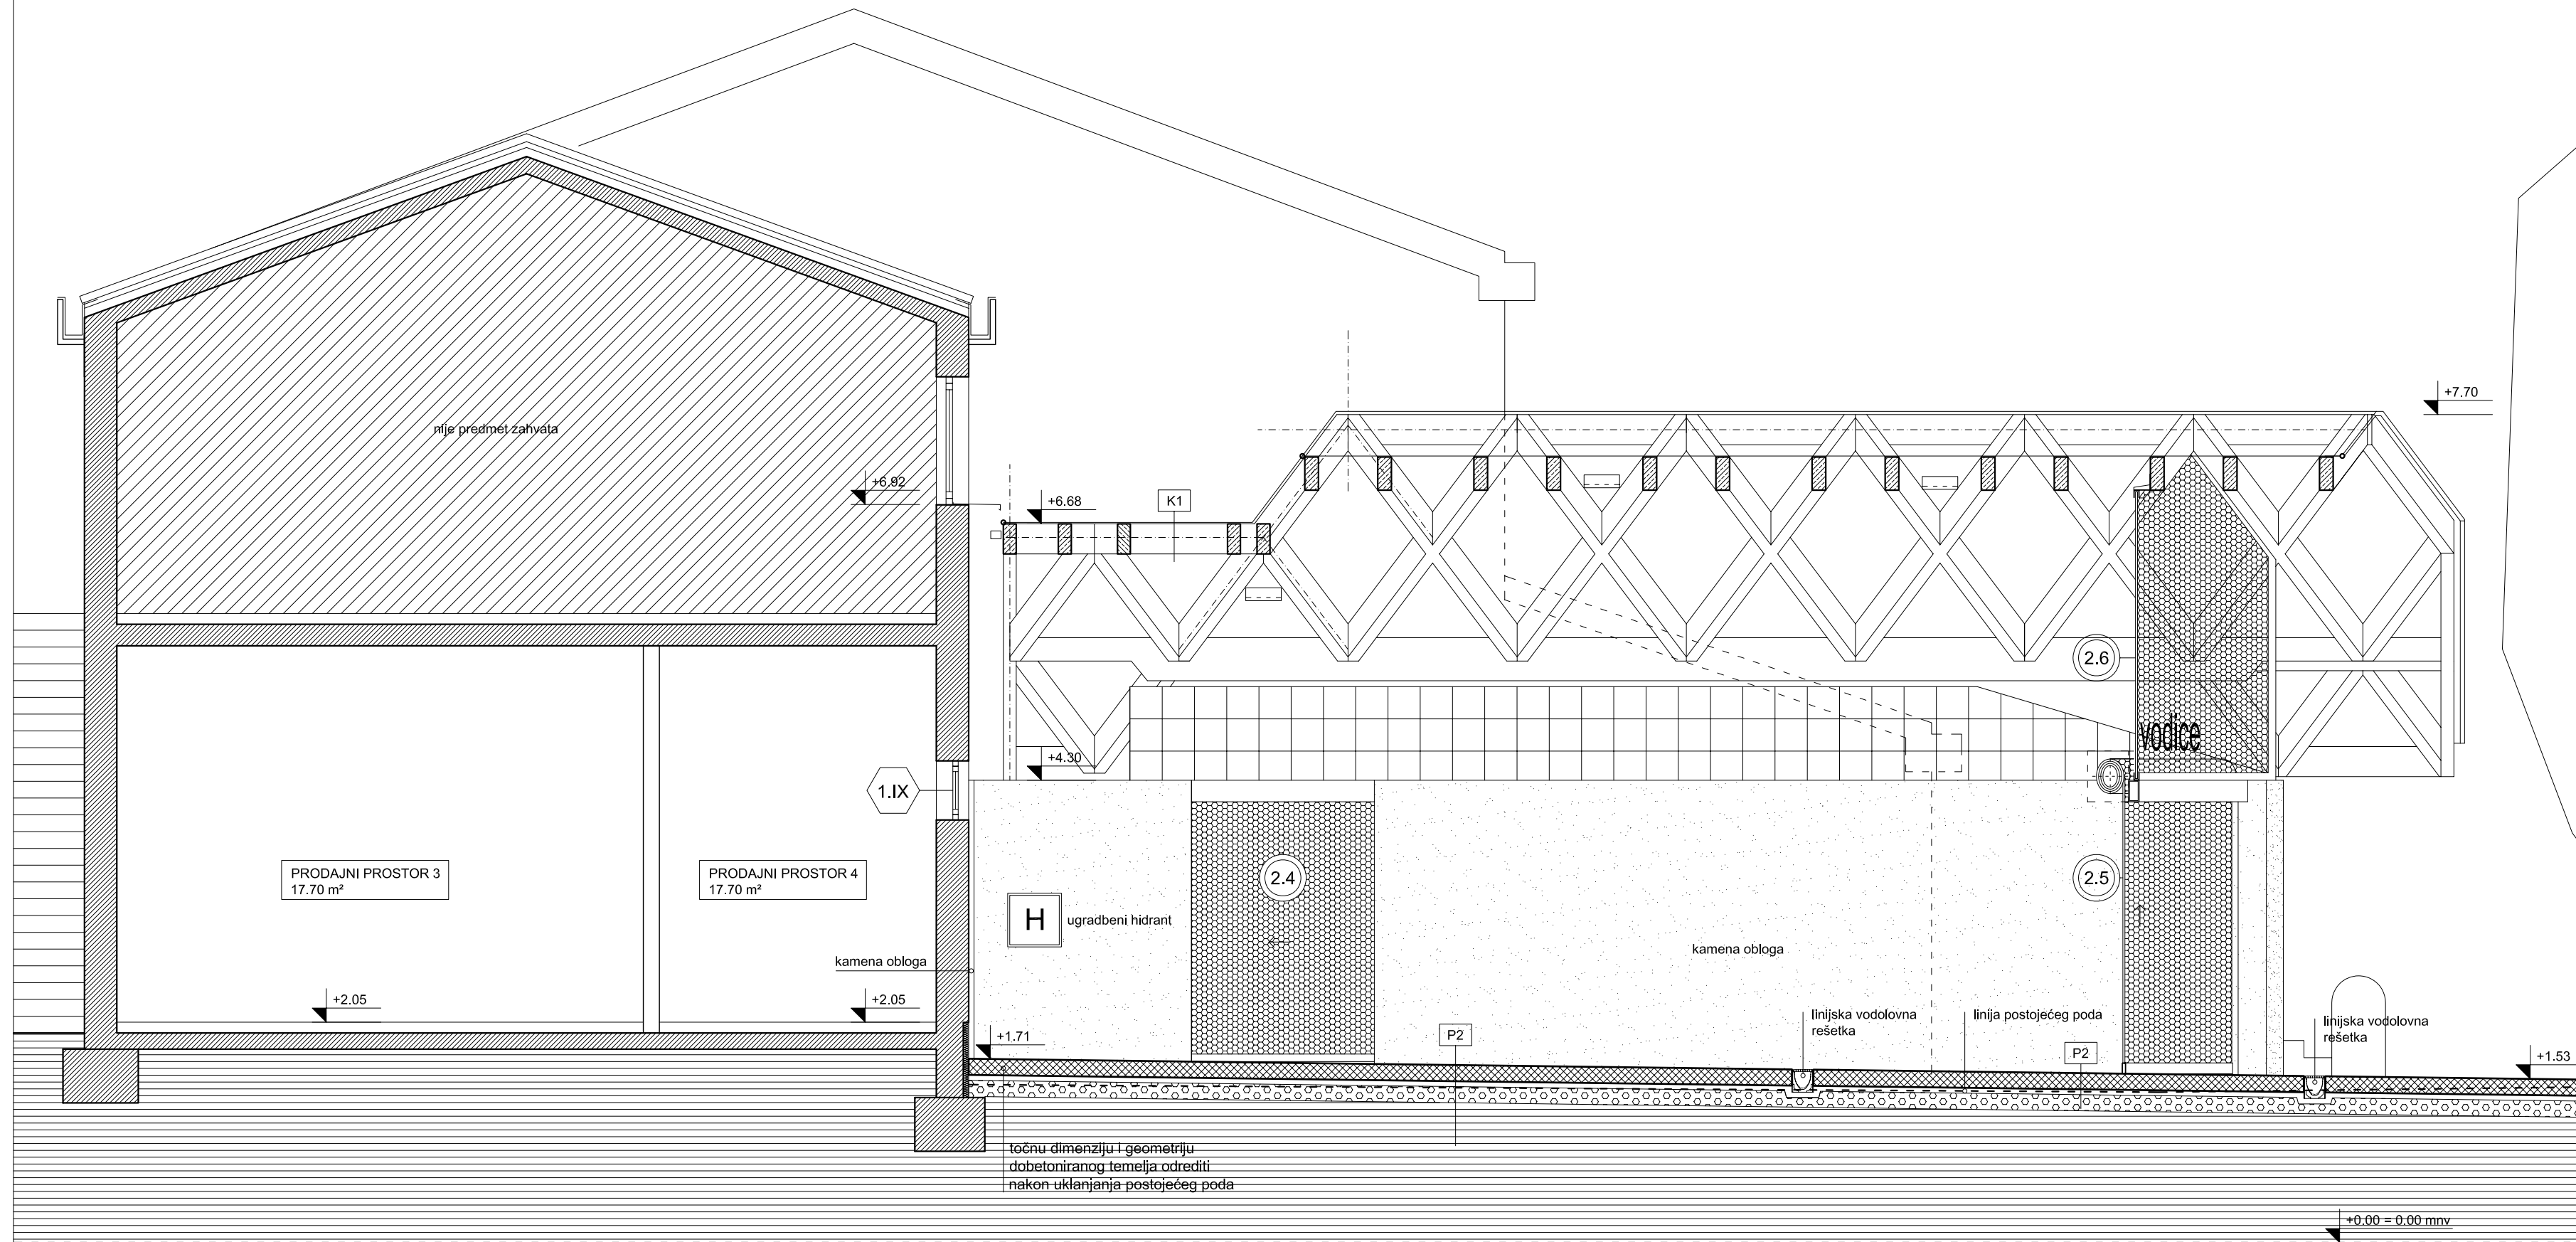 +7.70
nije predmet zahvata
+6.92
+6.68
K1
2.6
vodice
+4.30
1.IX
2.4
2.5
PRODAJNI PROSTOR 3
17.70 m²
PRODAJNI PROSTOR 4
17.70 m²
H
ugradbeni hidrant
kamena obloga
kamena obloga
+2.05
+2.05
linijska vodolovna
rešetka
linija postojećeg poda
linijska vodolovna
rešetka
+1.71
P2
P2
+1.53
točnu dimenziju i geometriju
dobetoniranog temelja odrediti
nakon uklanjanja postojećeg poda
+0.00 = 0.00 mnv